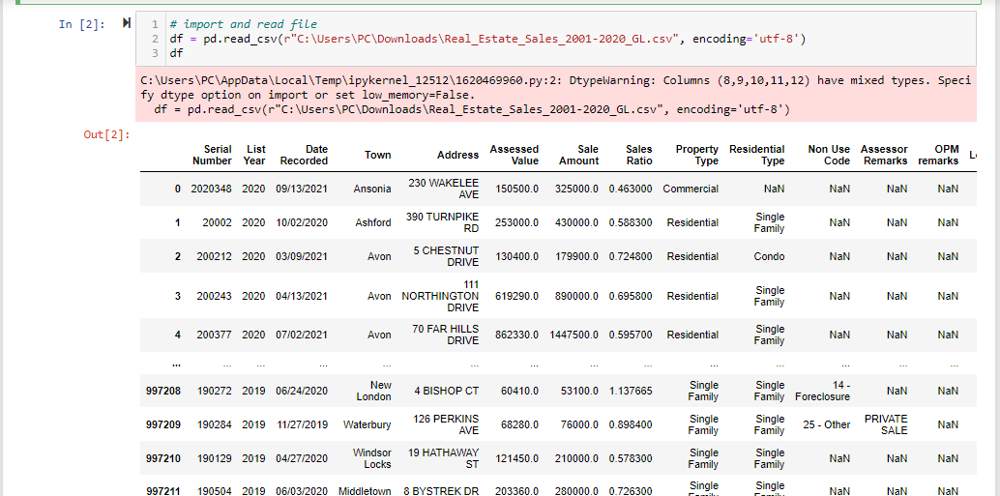 In [2]:
1 # import and read file
2 df = pd.read_csv(r"C:\Users\PC\Downloads\Real_Estate_Sales_2001-2020_GL.csv", encoding='utf-8')
3 df
C:\Users\PC\AppData\Local\Temp\ipykernel_12512\1620469960.py:2: DtypeWarning: Columns (8,9,10,11,12) have mixed types. Speci
fy dtype option on import or set low_memory=False.
df = pd.read_csv(r"C:\Users\PC\Downloads\Real_Estate_Sales_2001-2020_GL.csv", encoding='utf-8')
Out[2]:
Serial Number List Year Date Recorded Town Address Assessed Value Sale Amount Sales Ratio Property Type Residential Type Non Use Code Assessor Remarks OPM remarks
0 2020348 2020 09/13/2021 Ansonia 230 WAKELEE AVE 150500.0 325000.0 0.463000 Commercial NaN NaN NaN NaN
1 20002 2020 10/02/2020 Ashford 390 TURNPIKE RD 253000.0 430000.0 0.588300 Residential Single Family NaN NaN NaN
2 200212 2020 03/09/2021 Avon 5 CHESTNUT DRIVE 130400.0 179900.0 0.724800 Residential Condo NaN NaN NaN
3 200243 2020 04/13/2021 Avon 111 NORTHINGTON DRIVE 619290.0 890000.0 0.695800 Residential Single Family NaN NaN NaN
4 200377 2020 07/02/2021 Avon 70 FAR HILLS DRIVE 862330.0 1447500.0 0.595700 Residential Single Family NaN NaN NaN
... ... ... ... ... ... ... ... ... ... ... ... ... ...
997208 190272 2019 06/24/2020 New London 4 BISHOP CT 60410.0 53100.0 1.137665 Single Family Single Family 14 - Foreclosure NaN NaN
997209 190284 2019 11/27/2019 Waterbury 126 PERKINS AVE 68280.0 76000.0 0.898400 Single Family Single Family 25 - Other PRIVATE SALE NaN
997210 190129 2019 04/27/2020 Windsor Locks 19 HATHAWAY ST 121450.0 210000.0 0.578300 Single Family Single Family NaN NaN NaN
997211 190504 2019 06/03/2020 Middletown 8 BYSTREK DR 203360.0 280000.0 0.726300 Single Single NaN NaN NaN